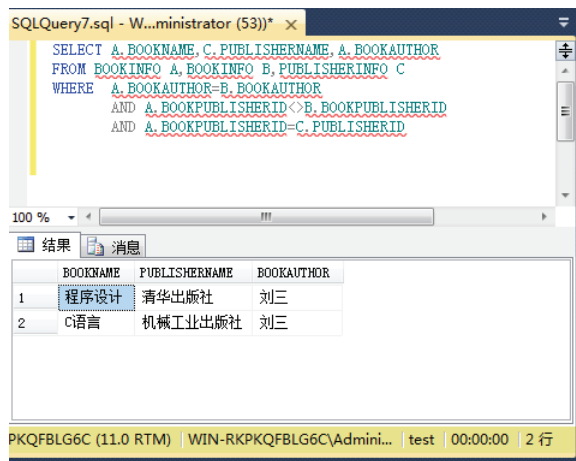 SQLQuery7.sql - W...ministrator (53))* ×
SELECT A.BOOKNAME,C.PUBLISHERNAME,A.BOOKAUTHOR
FROM BOOKINFO A,BOOKINFO B,PUBLISHERINFO C
WHERE A.BOOKAUTHOR=B.BOOKAUTHOR
AND A.BOOKPUBLISHERID<>B.BOOKPUBLISHERID
AND A.BOOKPUBLISHERID=C.PUBLISHERID
100 %
结果 消息
BOOKNAME PUBLISHERNAME BOOKAUTHOR
1 程序设计 清华出版社 刘三
2 C语言 机械工业出版社 刘三
PKQFBLG6C (11.0 RTM) WIN-RKPKQFBLG6C\Admini... test 00:00:00 2 行